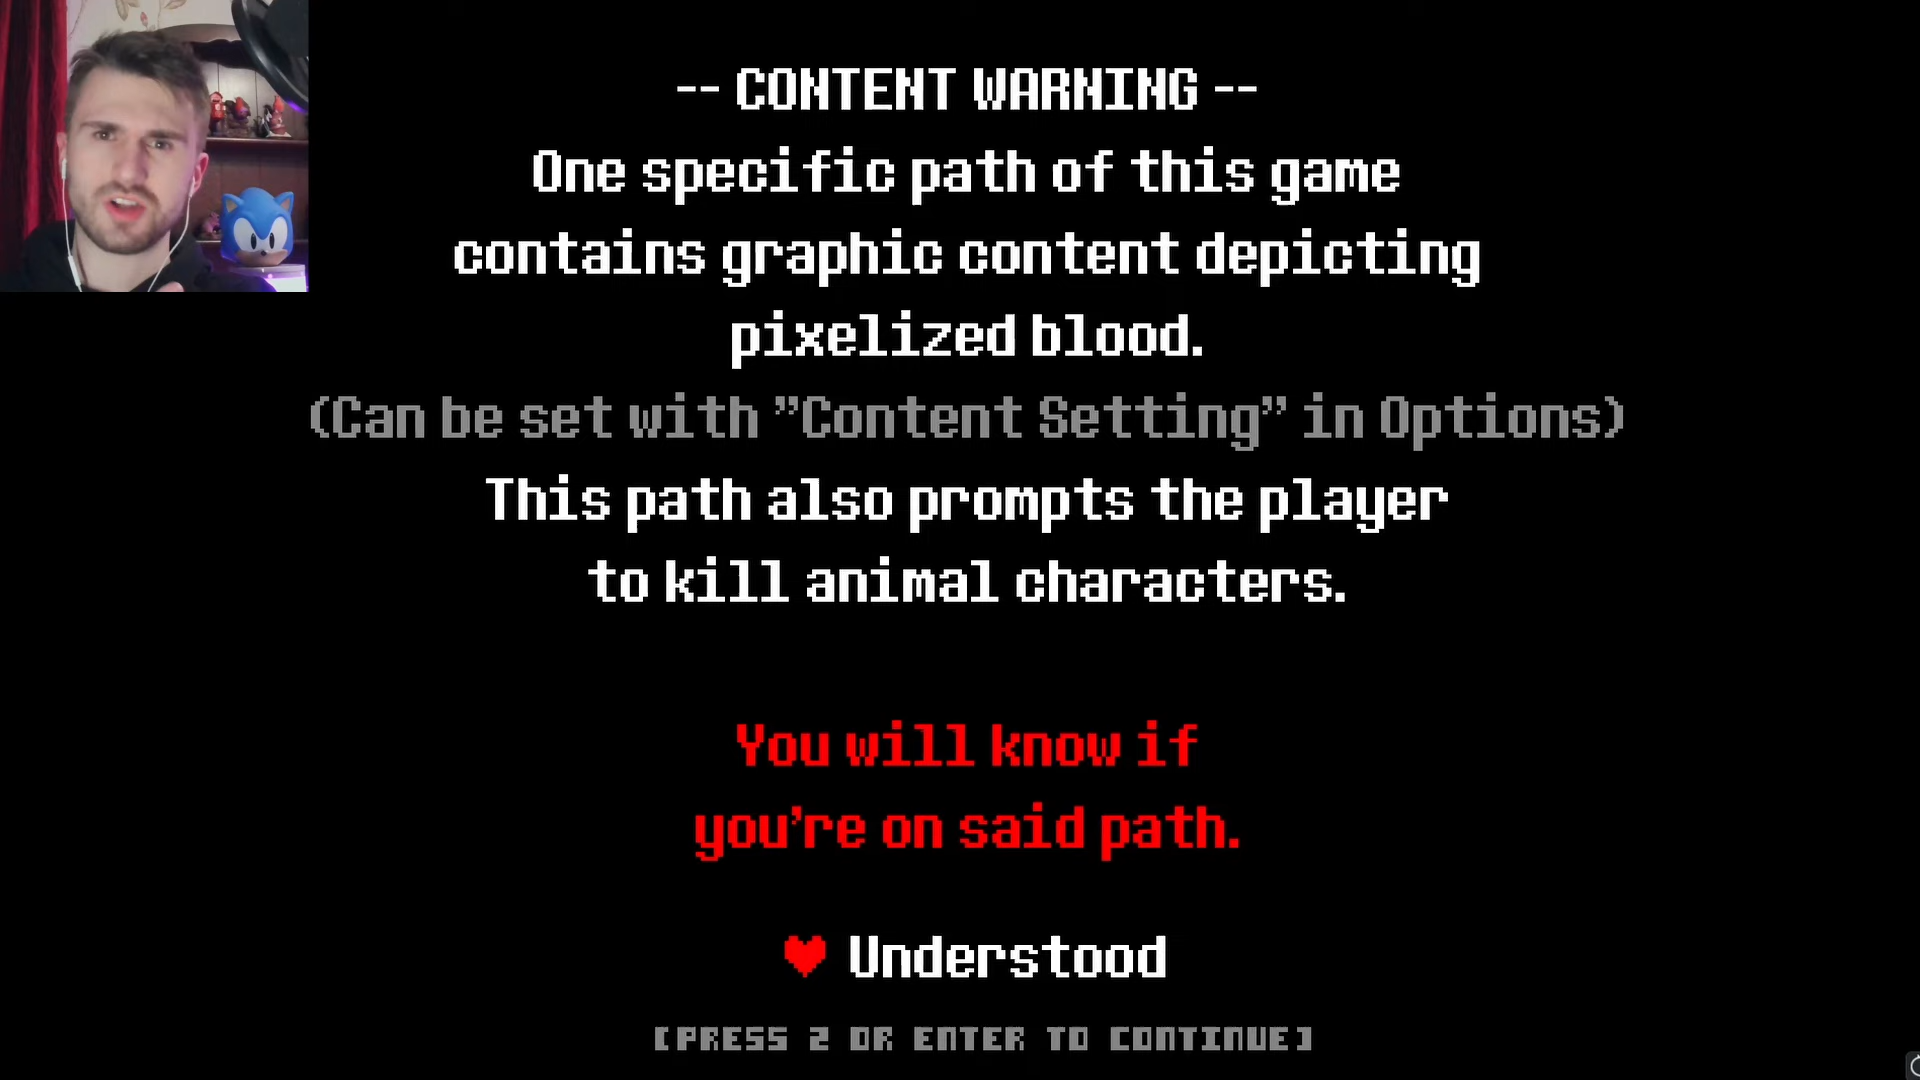 -- CONTENT WARNING --
One specific path of this game
contains graphic content depicting
pixelized blood.
(Can be set with "Content Setting" in Options)
This path also prompts the player
to kill animal characters.
You will know if
you're on said path.
Understood
[PRESS Z OR ENTER TO CONTINUE]